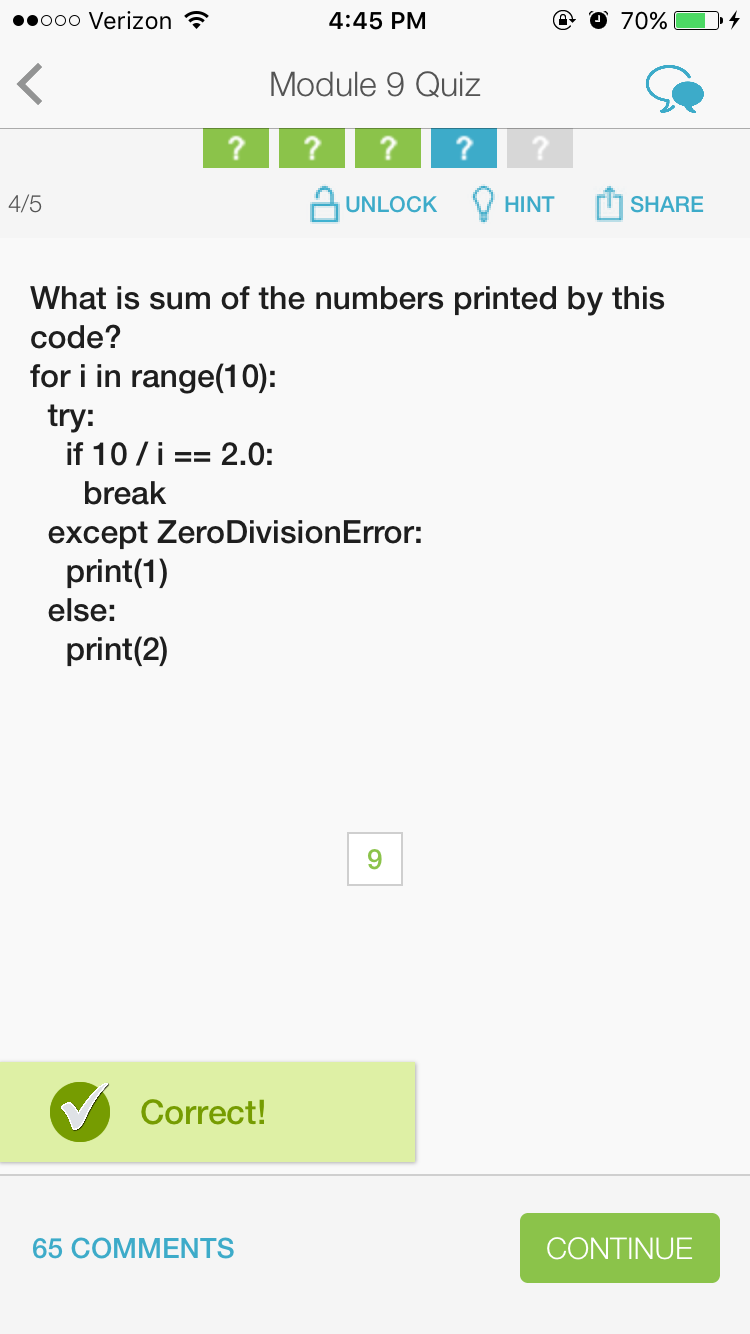 Verizon 4:45 PM 70%
Module 9 Quiz
? ? ? ? ?
4/5 UNLOCK HINT SHARE
What is sum of the numbers printed by this
code?
for i in range(10):
  try:
    if 10 / i == 2.0:
      break
  except ZeroDivisionError:
    print(1)
  else:
    print(2)
9
Correct!
65 COMMENTS CONTINUE